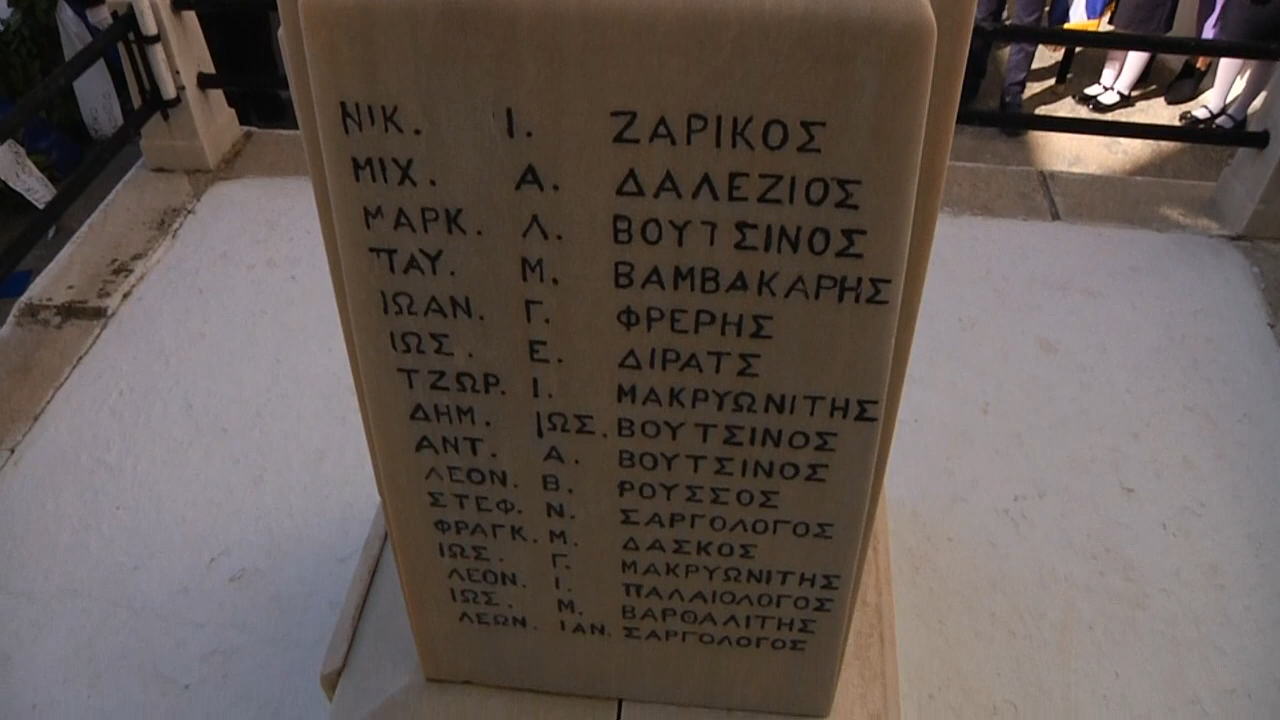 ΝΙΚ. Ι. ΖΑΡΙΚΟΣ
ΜΙΧ. Α. ΔΑΛΕΖΙΟΣ
ΜΑΡΚ. Λ. ΒΟΥΤΣΙΝΟΣ
ΠΑΥ. Μ. ΒΑΜΒΑΚΑΡΗΣ
ΙΩΑΝ. Γ. ΦΡΕΡΗΣ
ΙΩΣ. Ε. ΔΙΡΑΤΣ
ΤΖΩΡ. Ι. ΜΑΚΡΥΩΝΙΤΗΣ
ΔΗΜ. ΙΩΣ. ΒΟΥΤΣΙΝΟΣ
ΑΝΤ. Α. ΒΟΥΤΣΙΝΟΣ
ΛΕΟΝ. Β. ΡΟΥΣΣΟΣ
ΣΤΕΦ. Ν. ΣΑΡΓΟΛΟΓΟΣ
ΦΡΑΓΚ. Μ. ΔΑΣΚΟΣ
ΙΩΣ. Γ. ΜΑΚΡΥΩΝΙΤΗΣ
ΛΕΟΝ. Ι. ΠΑΛΑΙΟΛΟΓΟΣ
ΙΩΣ. Μ. ΒΑΡΘΑΛΙΤΗΣ
ΛΕΩΝ. ΙΑΝ. ΣΑΡΓΟΛΟΓΟΣ